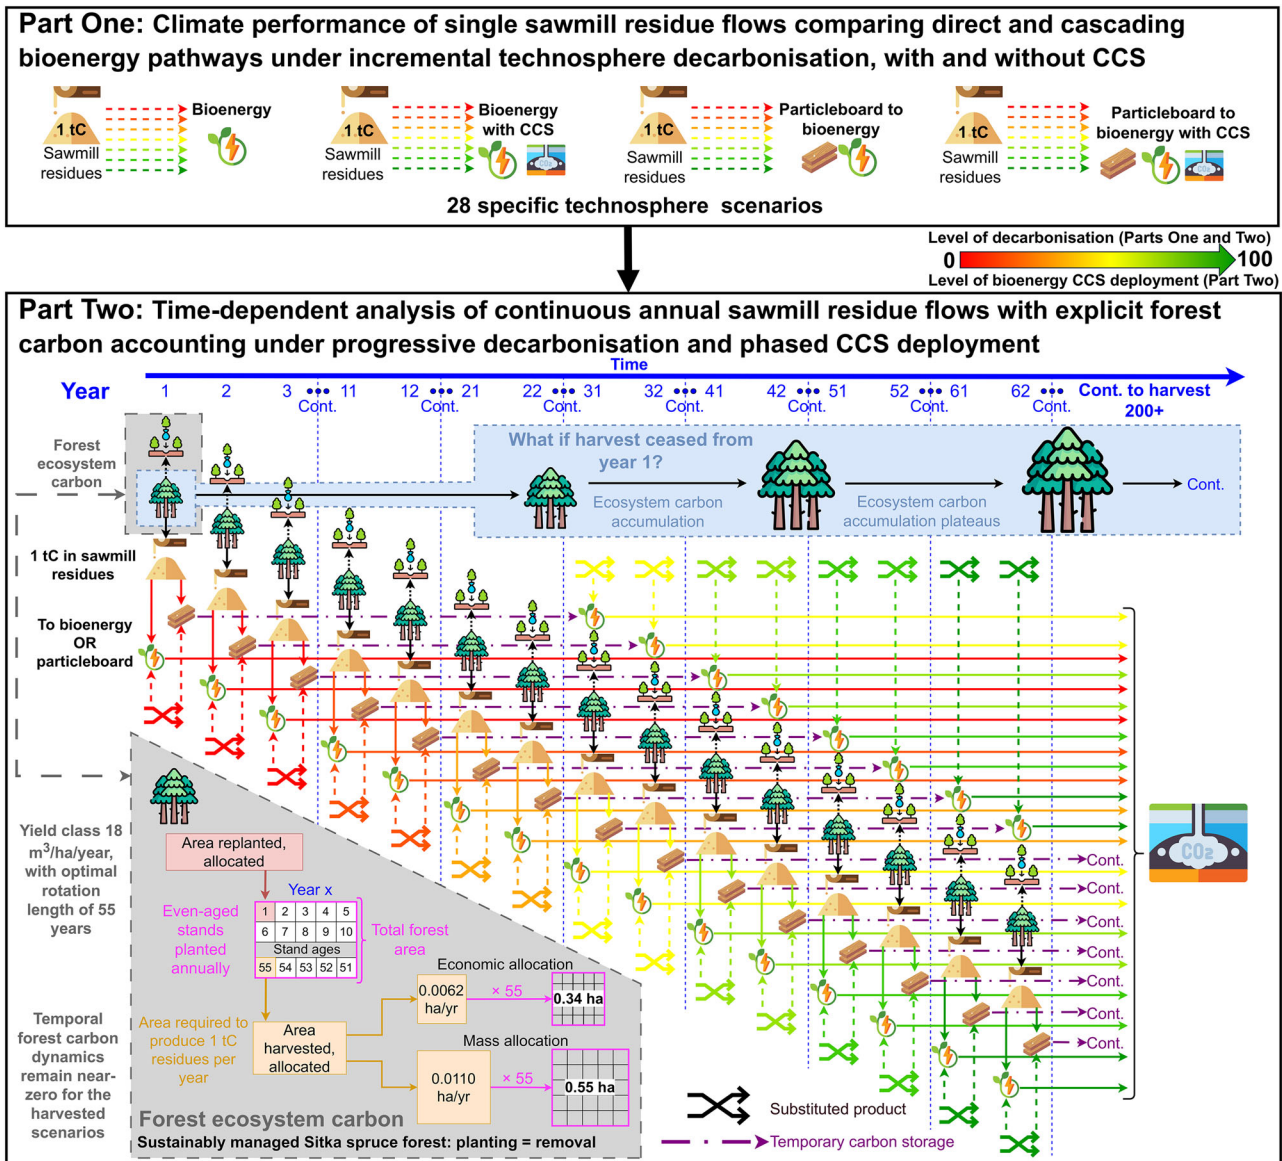 Part One: Climate performance of single sawmill residue flows comparing direct and cascading
bioenergy pathways under incremental technosphere decarbonisation, with and without CCS
1 tC
Sawmill
residues
Bioenergy
1 tC
Sawmill
residues
Bioenergy
with CCS
CO₂
1 tC
Sawmill
residues
Particleboard to
bioenergy
1 tC
Sawmill
residues
Particleboard to
bioenergy with CCS
CO₂
28 specific technosphere scenarios
Level of decarbonisation (Parts One and Two)
0
100
Level of bioenergy CCS deployment (Part Two)
Part Two: Time-dependent analysis of continuous annual sawmill residue flows with explicit forest
carbon accounting under progressive decarbonisation and phased CCS deployment
Time
Year
1 2 3 ••• 11 12 ••• 21 22 ••• 31 32 ••• 41 42 ••• 51 52 ••• 61 62 •••
Cont. Cont. Cont. Cont. Cont. Cont. Cont.
Cont. to harvest
200+
Forest
ecosystem
carbon
What if harvest ceased from
year 1?
Ecosystem carbon
accumulation
Ecosystem carbon
accumulation plateaus
Cont.
1 tC in sawmill
residues
To bioenergy
OR
particleboard
Cont.
Cont.
Cont.
Cont.
Cont.
Cont.
Cont.
CO₂
Yield class 18
m³/ha/year,
with optimal
rotation
length of 55
years
Temporal
forest carbon
dynamics
remain near-
zero for the
harvested
scenarios
Area replanted,
allocated
Year x
Even-aged
stands
planted
annually
1 2 3 4 5
6 7 8 9 10
Stand ages
55 54 53 52 51
Total forest
area
Area required to
produce 1 tC
residues per
year
Area
harvested,
allocated
Economic allocation
0.0062
ha/yr
× 55
0.34 ha
Mass allocation
0.0110
ha/yr
× 55
0.55 ha
Forest ecosystem carbon
Sustainably managed Sitka spruce forest: planting = removal
Substituted product
Temporary carbon storage